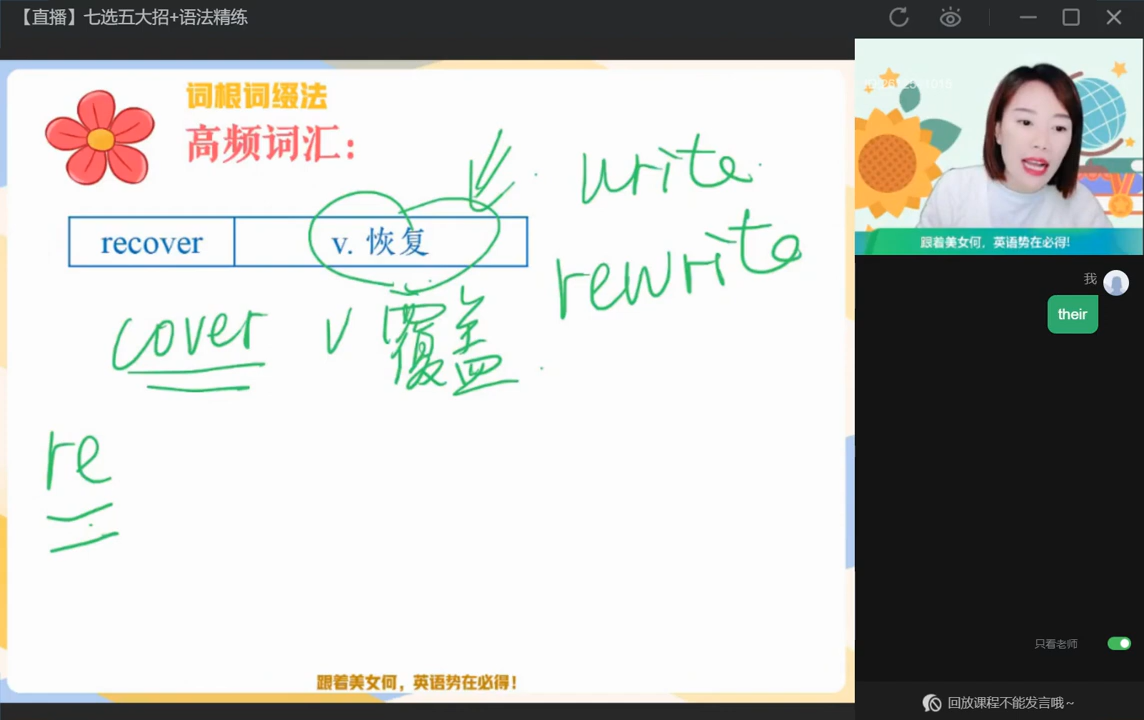 【直播】七选五大招+语法精练
词根词缀法
高频词汇：
recover v. 恢复
write
rewrite
cover v 覆盖
re
跟着美女何，英语势在必得！
跟着美女何，英语势在必得!
我
their
只看老师
回放课程不能发言哦~